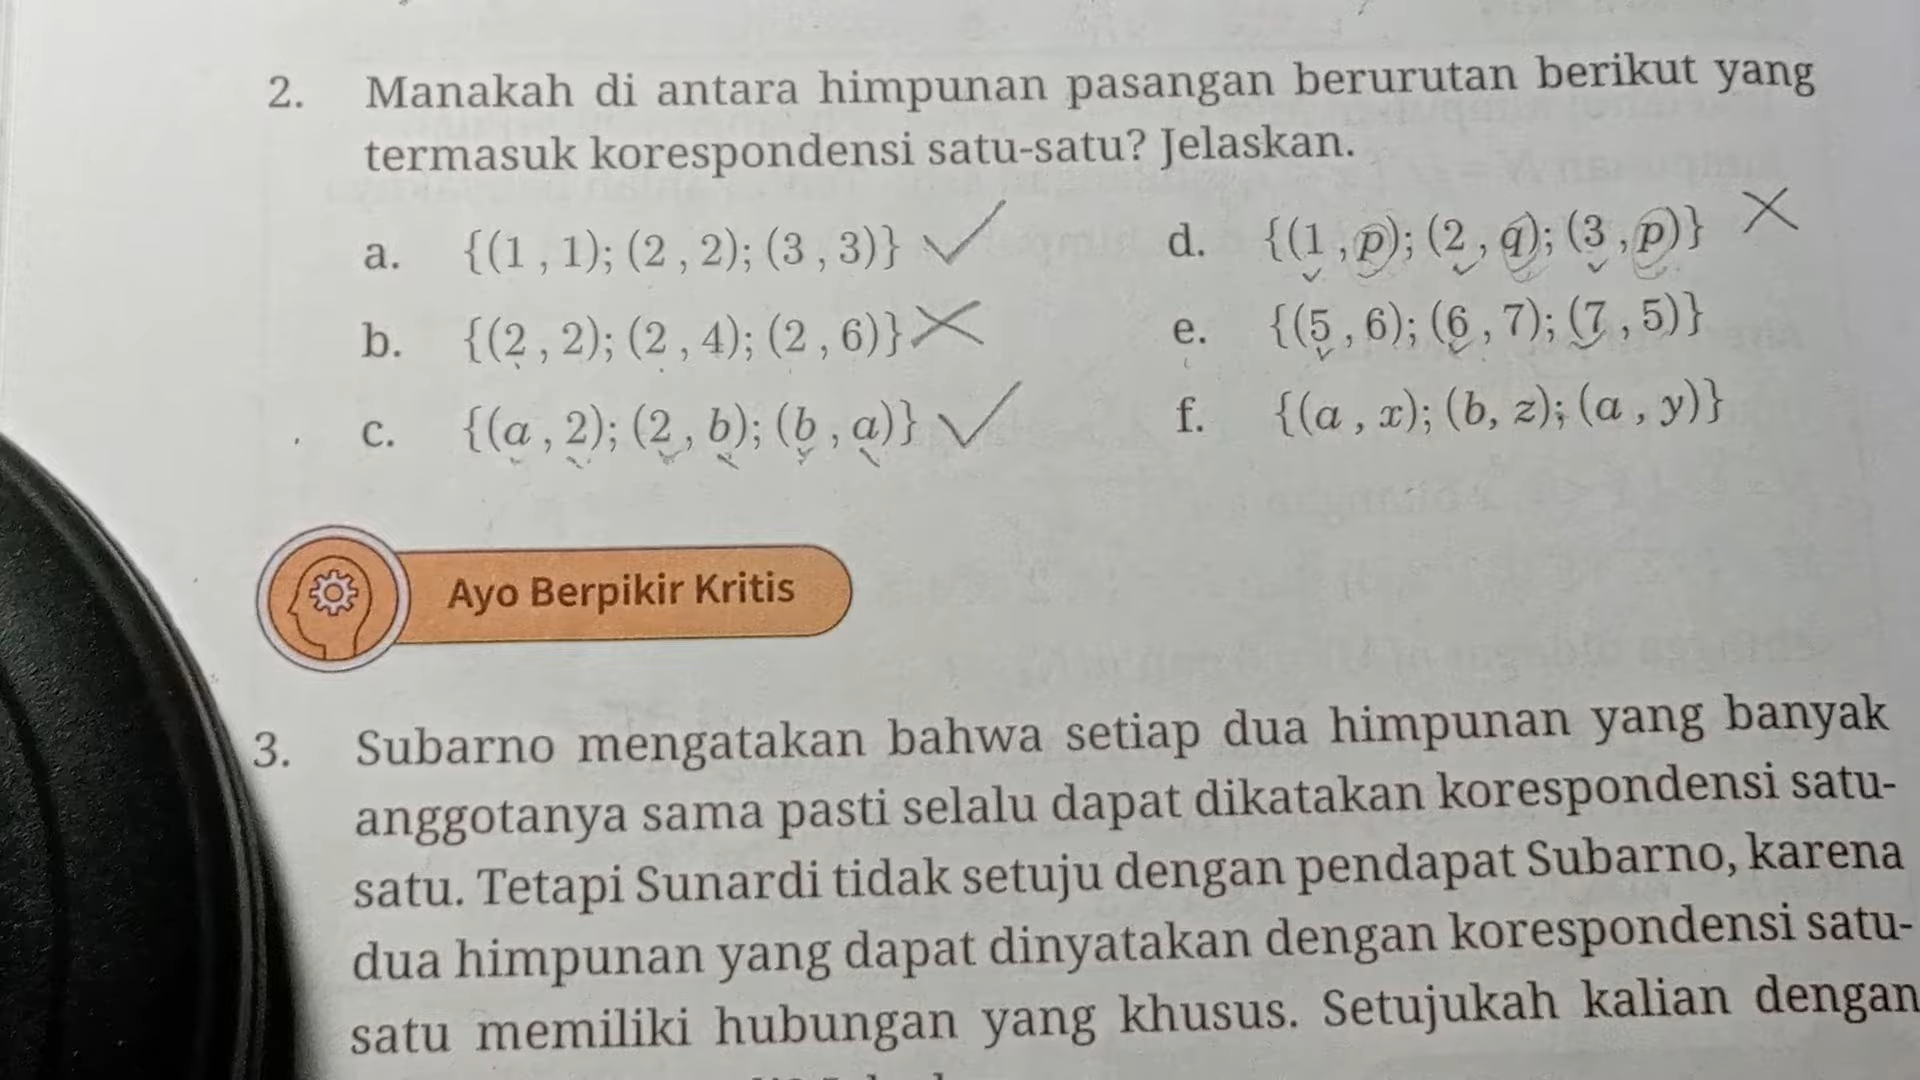 2. Manakah di antara himpunan pasangan berurutan berikut yang
termasuk korespondensi satu-satu? Jelaskan.
a. {(1 , 1); (2 , 2); (3 , 3)} ✓
b. {(2 , 2); (2 , 4); (2 , 6)} ✗
c. {(a , 2); (2 , b); (b , a)} ✓
d. {(1 , p); (2 , q); (3 , p)} ✗
e. {(5 , 6); (6 , 7); (7 , 5)}
f. {(a , x); (b, z); (a , y)}
Ayo Berpikir Kritis
3. Subarno mengatakan bahwa setiap dua himpunan yang banyak
anggotanya sama pasti selalu dapat dikatakan korespondensi satu-
satu. Tetapi Sunardi tidak setuju dengan pendapat Subarno, karena
dua himpunan yang dapat dinyatakan dengan korespondensi satu-
satu memiliki hubungan yang khusus. Setujukah kalian dengan